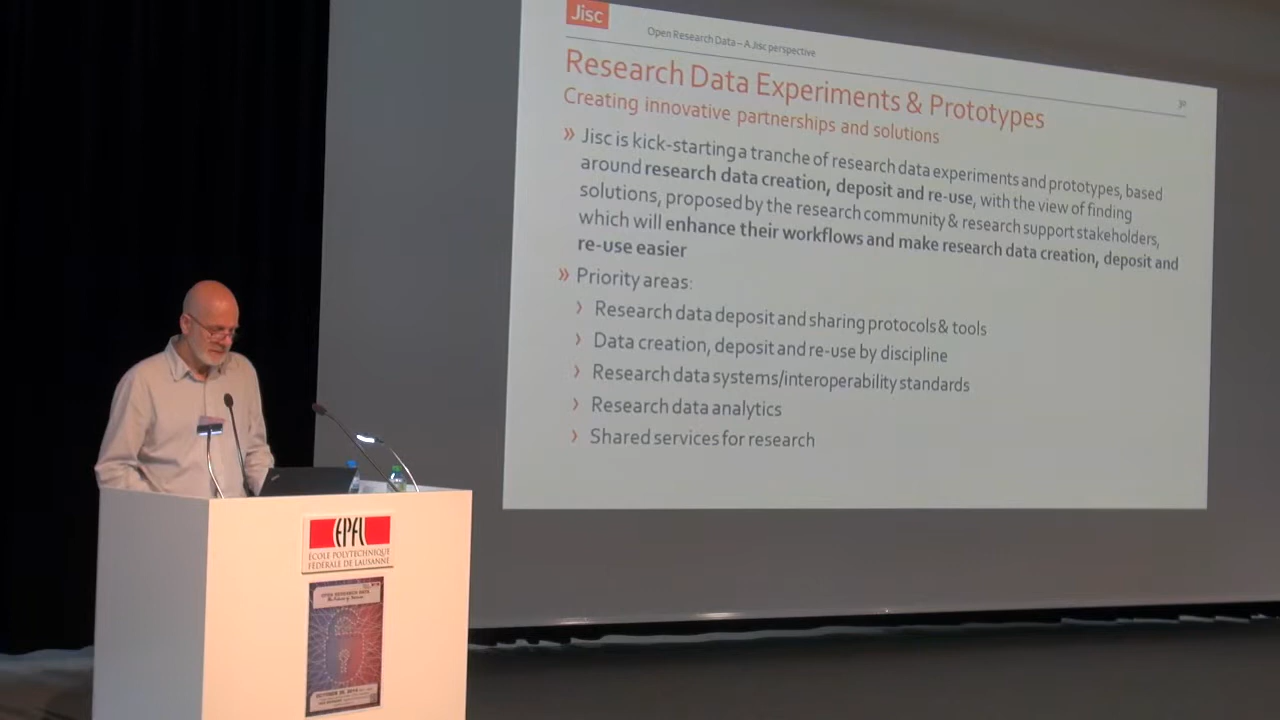 Jisc
Open Research Data – A Jisc perspective
Research Data Experiments & Prototypes
Creating innovative partnerships and solutions
» Jisc is kick-starting a tranche of research data experiments and prototypes, based
around research data creation, deposit and re-use, with the view of finding
solutions, proposed by the research community & research support stakeholders,
which will enhance their workflows and make research data creation, deposit and
re-use easier
» Priority areas:
› Research data deposit and sharing protocols & tools
› Data creation, deposit and re-use by discipline
› Research data systems/interoperability standards
› Research data analytics
› Shared services for research
EPFL
ÉCOLE POLYTECHNIQUE
FÉDÉRALE DE LAUSANNE
OPEN RESEARCH DATA